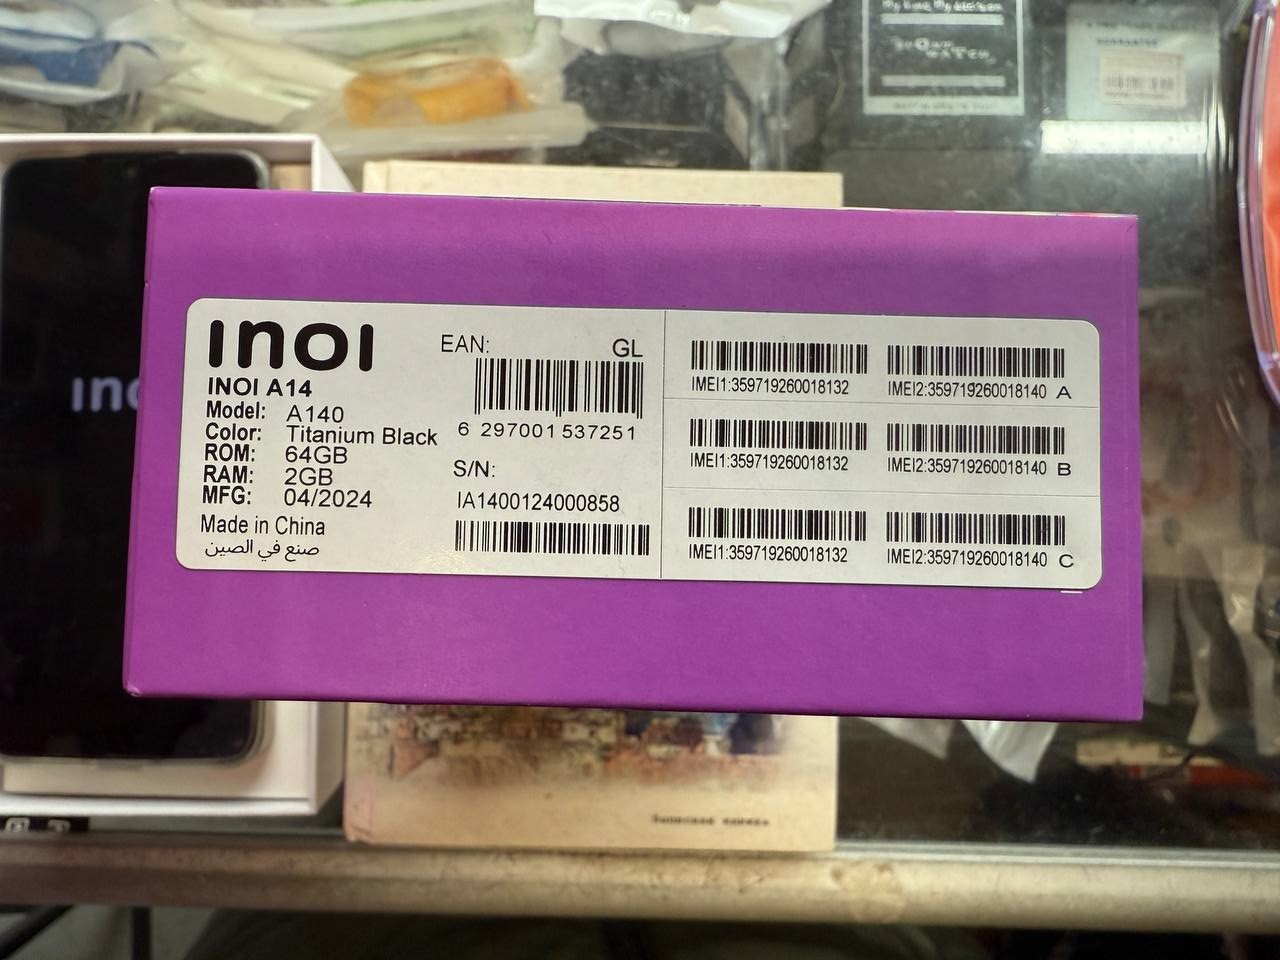 INOI
INOI A14
Model: A140
Color: Titanium Black
ROM: 64GB
RAM: 2GB
MFG: 04/2024
Made in China
صنع في الصين
EAN: GL
6 297001 537251
S/N:
IA1400124000858
IMEI1:359719260018132 IMEI2:359719260018140 A
IMEI1:359719260018132 IMEI2:359719260018140 B
IMEI1:359719260018132 IMEI2:359719260018140 C
Записная книжка